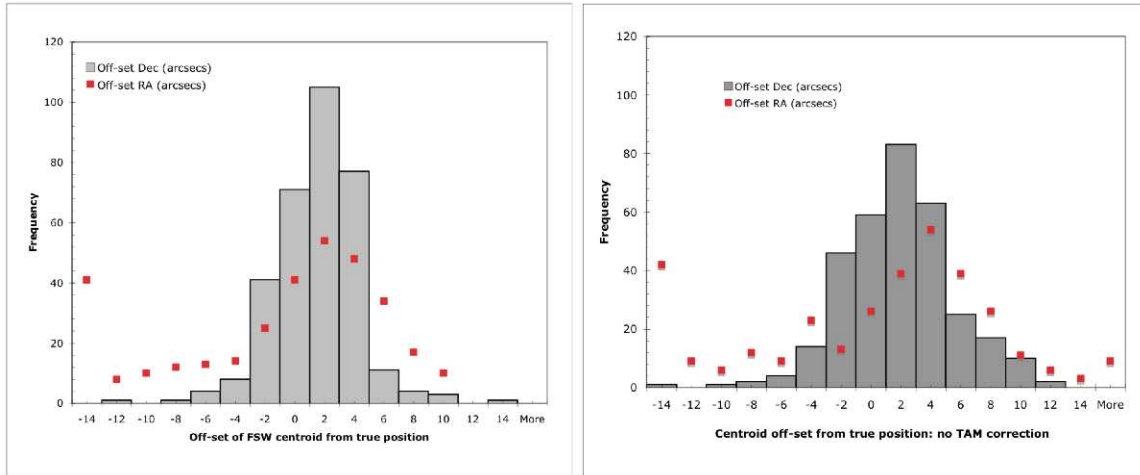 120
Off-set Dec (arcsecs)
Off-set RA (arcsecs)
100
80
60
40
20
0
Frequency
-14 -12 -10 -8 -6 -4 -2 0 2 4 6 8 10 12 14 More
Off-set of FSW centroid from true position
120
Off-set Dec (arcsecs)
Off-set RA (arcsecs)
100
80
60
40
20
0
Frequency
-14 -12 -10 -8 -6 -4 -2 0 2 4 6 8 10 12 14 More
Centroid off-set from true position: no TAM correction